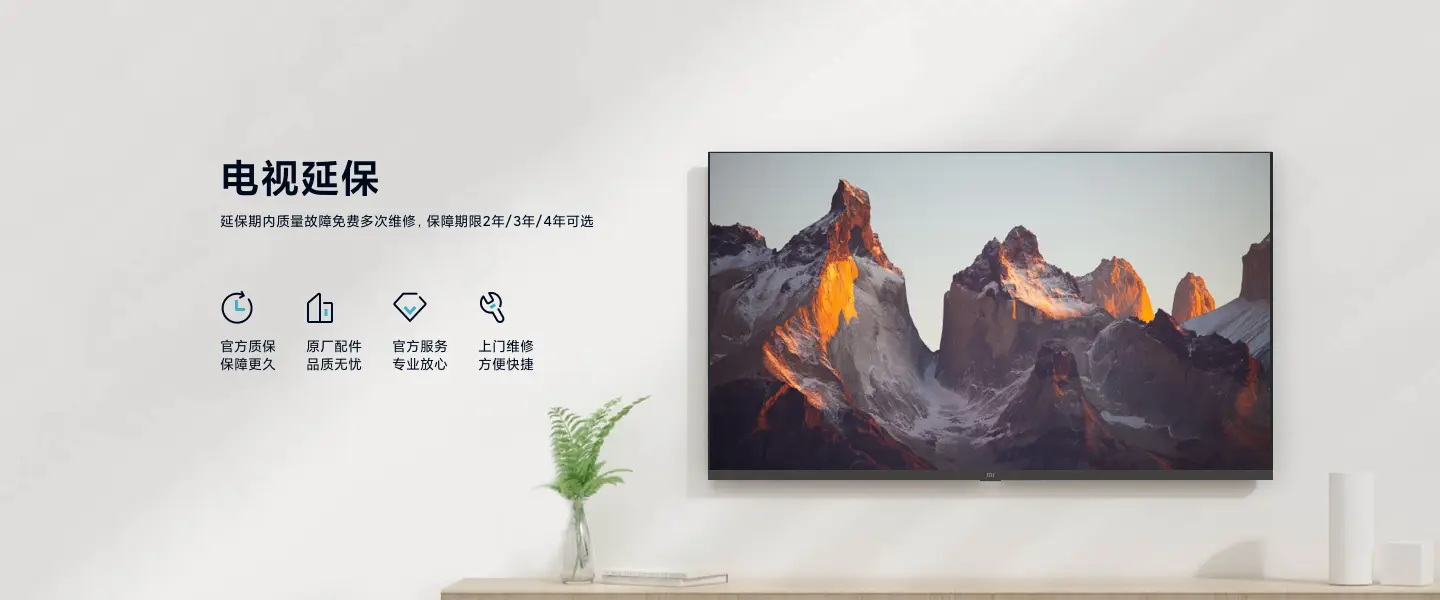 电视延保
延保期内质量故障免费多次维修, 保障期限2年/3年/4年可选
官方质保
保障更久
原厂配件
品质无忧
官方服务
专业放心
上门维修
方便快捷
mi